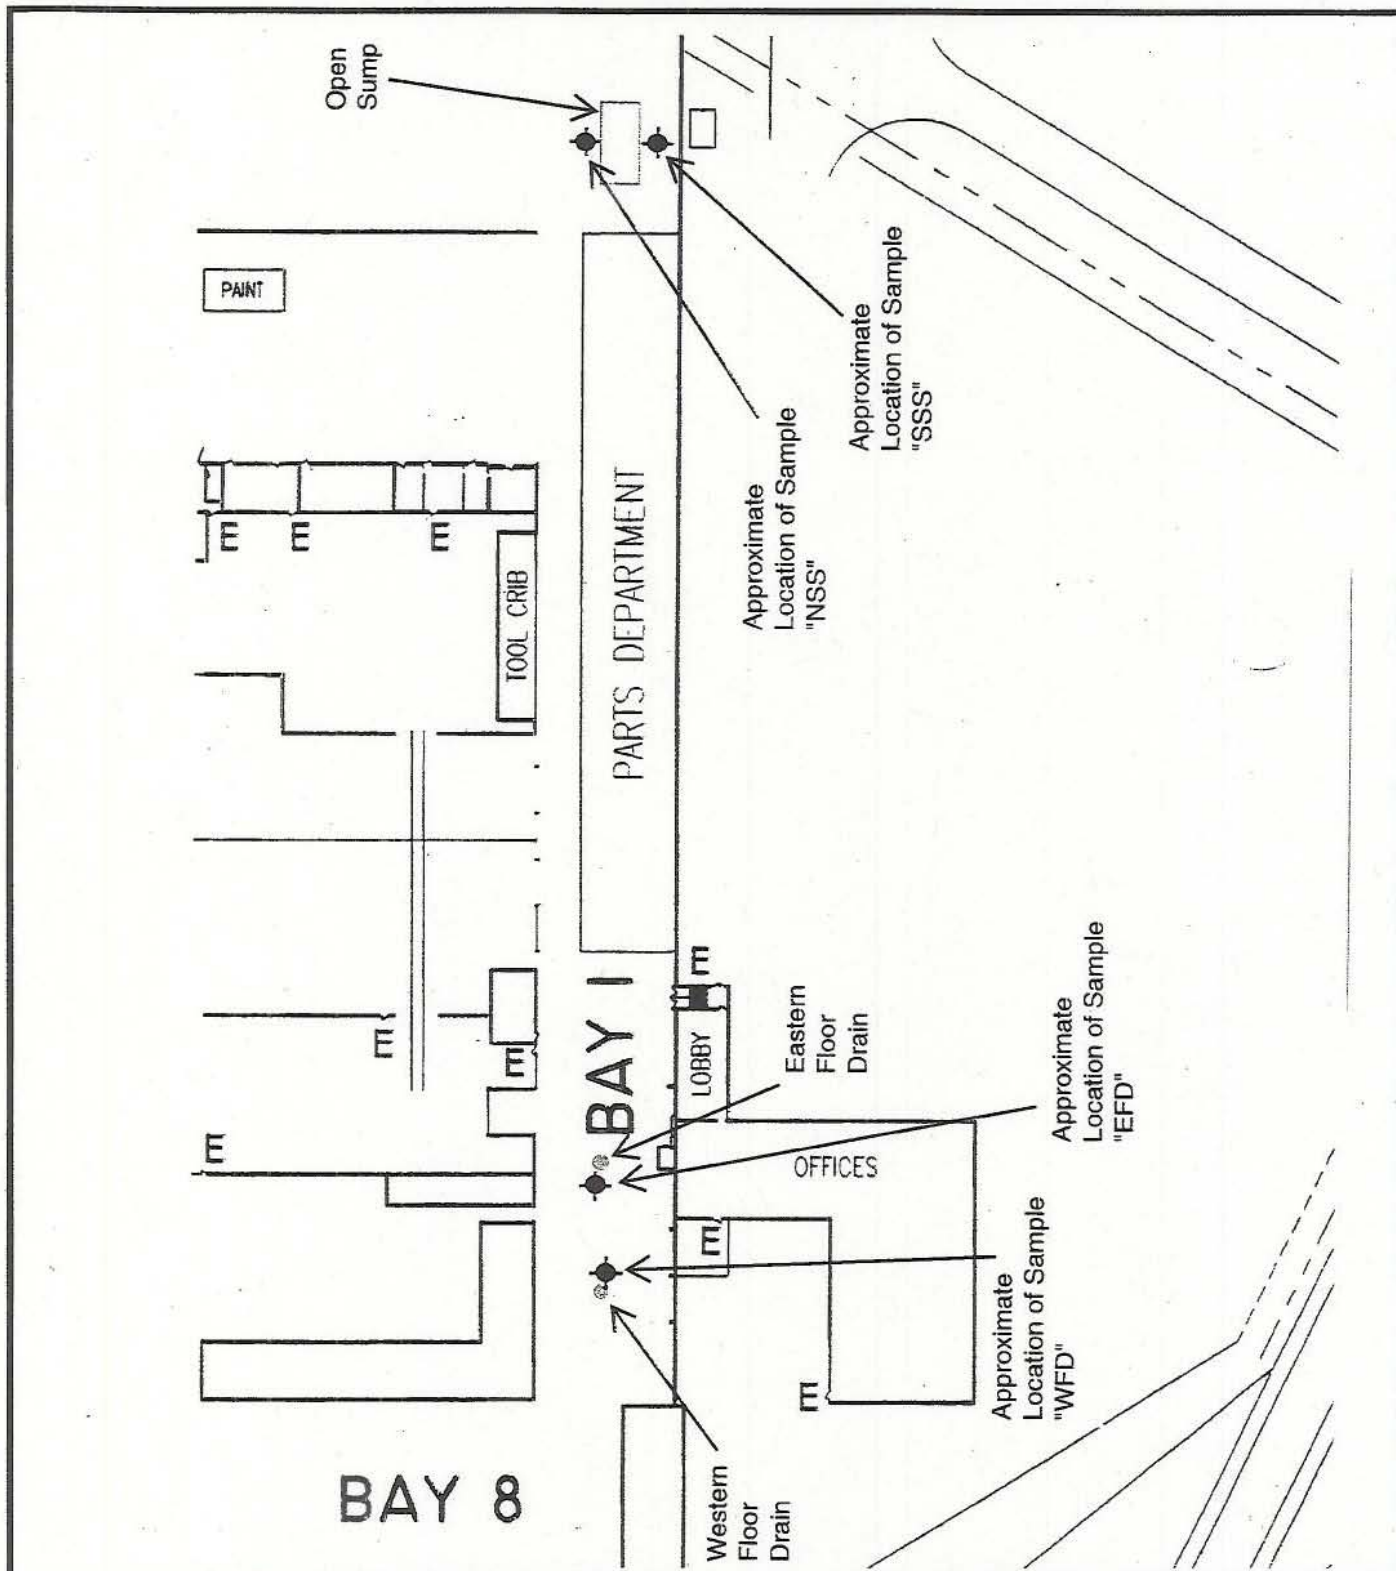 Open
Sump
PAINT
Approximate
Location of Sample
"SSS"
Approximate
Location of Sample
"NSS"
TOOL CRIB
PARTS DEPARTMENT
E
E
E
BAY 1
E
LOBBY
Eastern
Floor
Drain
E
E
E
OFFICES
Approximate
Location of Sample
"EFD"
E
Approximate
Location of Sample
"WFD"
E
Western
Floor
Drain
BAY 8